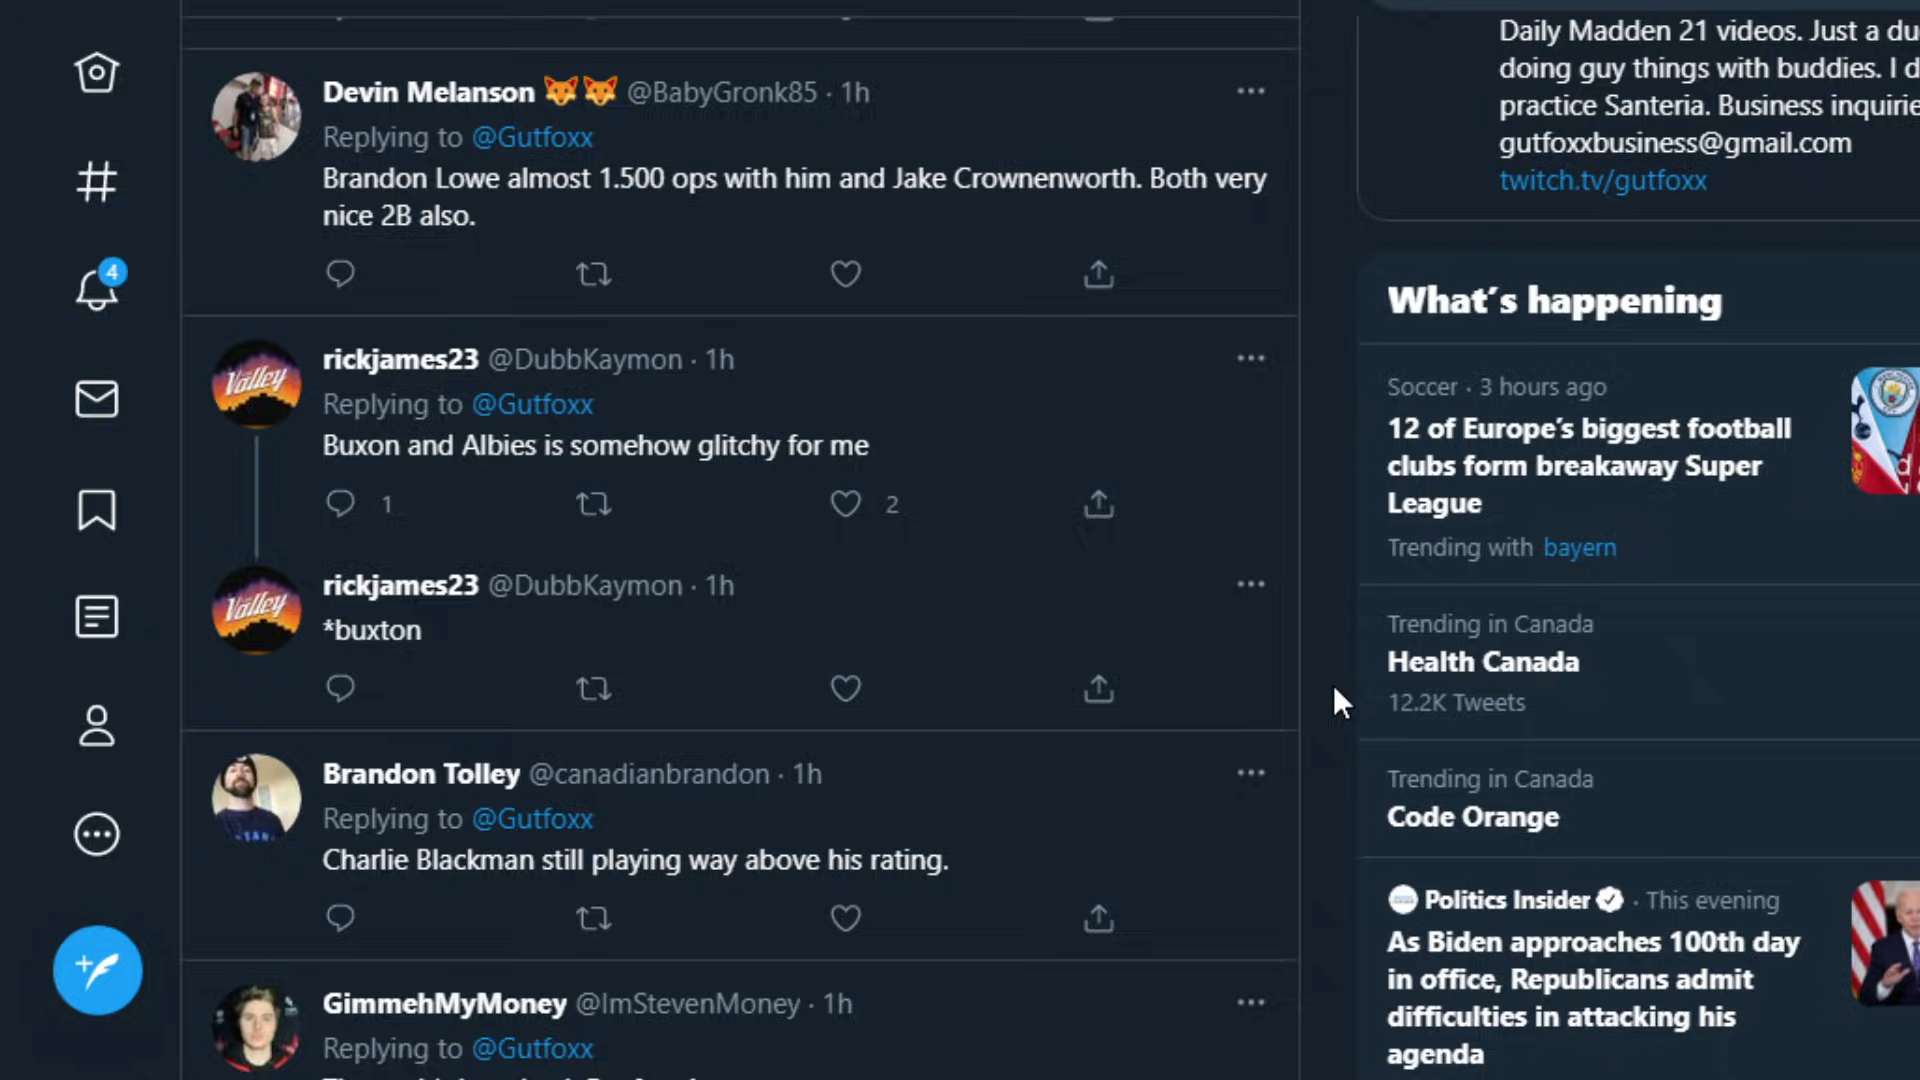 Devin Melanson 🦊🦊 @BabyGronk85 · 1h
Replying to @Gutfoxx
Brandon Lowe almost 1.500 ops with him and Jake Crownenworth. Both very
nice 2B also.
rickjames23 @DubbKaymon · 1h
Replying to @Gutfoxx
Buxon and Albies is somehow glitchy for me
1
2
rickjames23 @DubbKaymon · 1h
*buxton
Brandon Tolley @canadianbrandon · 1h
Replying to @Gutfoxx
Charlie Blackman still playing way above his rating.
GimmehMyMoney @ImStevenMoney · 1h
Replying to @Gutfoxx
4
Valley
Valley
Daily Madden 21 videos. Just a du
doing guy things with buddies. I d
practice Santeria. Business inquirie
gutfoxxbusiness@gmail.com
twitch.tv/gutfoxx
What's happening
Soccer · 3 hours ago
12 of Europe's biggest football
clubs form breakaway Super
League
Trending with bayern
Trending in Canada
Health Canada
12.2K Tweets
Trending in Canada
Code Orange
Politics Insider · This evening
As Biden approaches 100th day
in office, Republicans admit
difficulties in attacking his
agenda